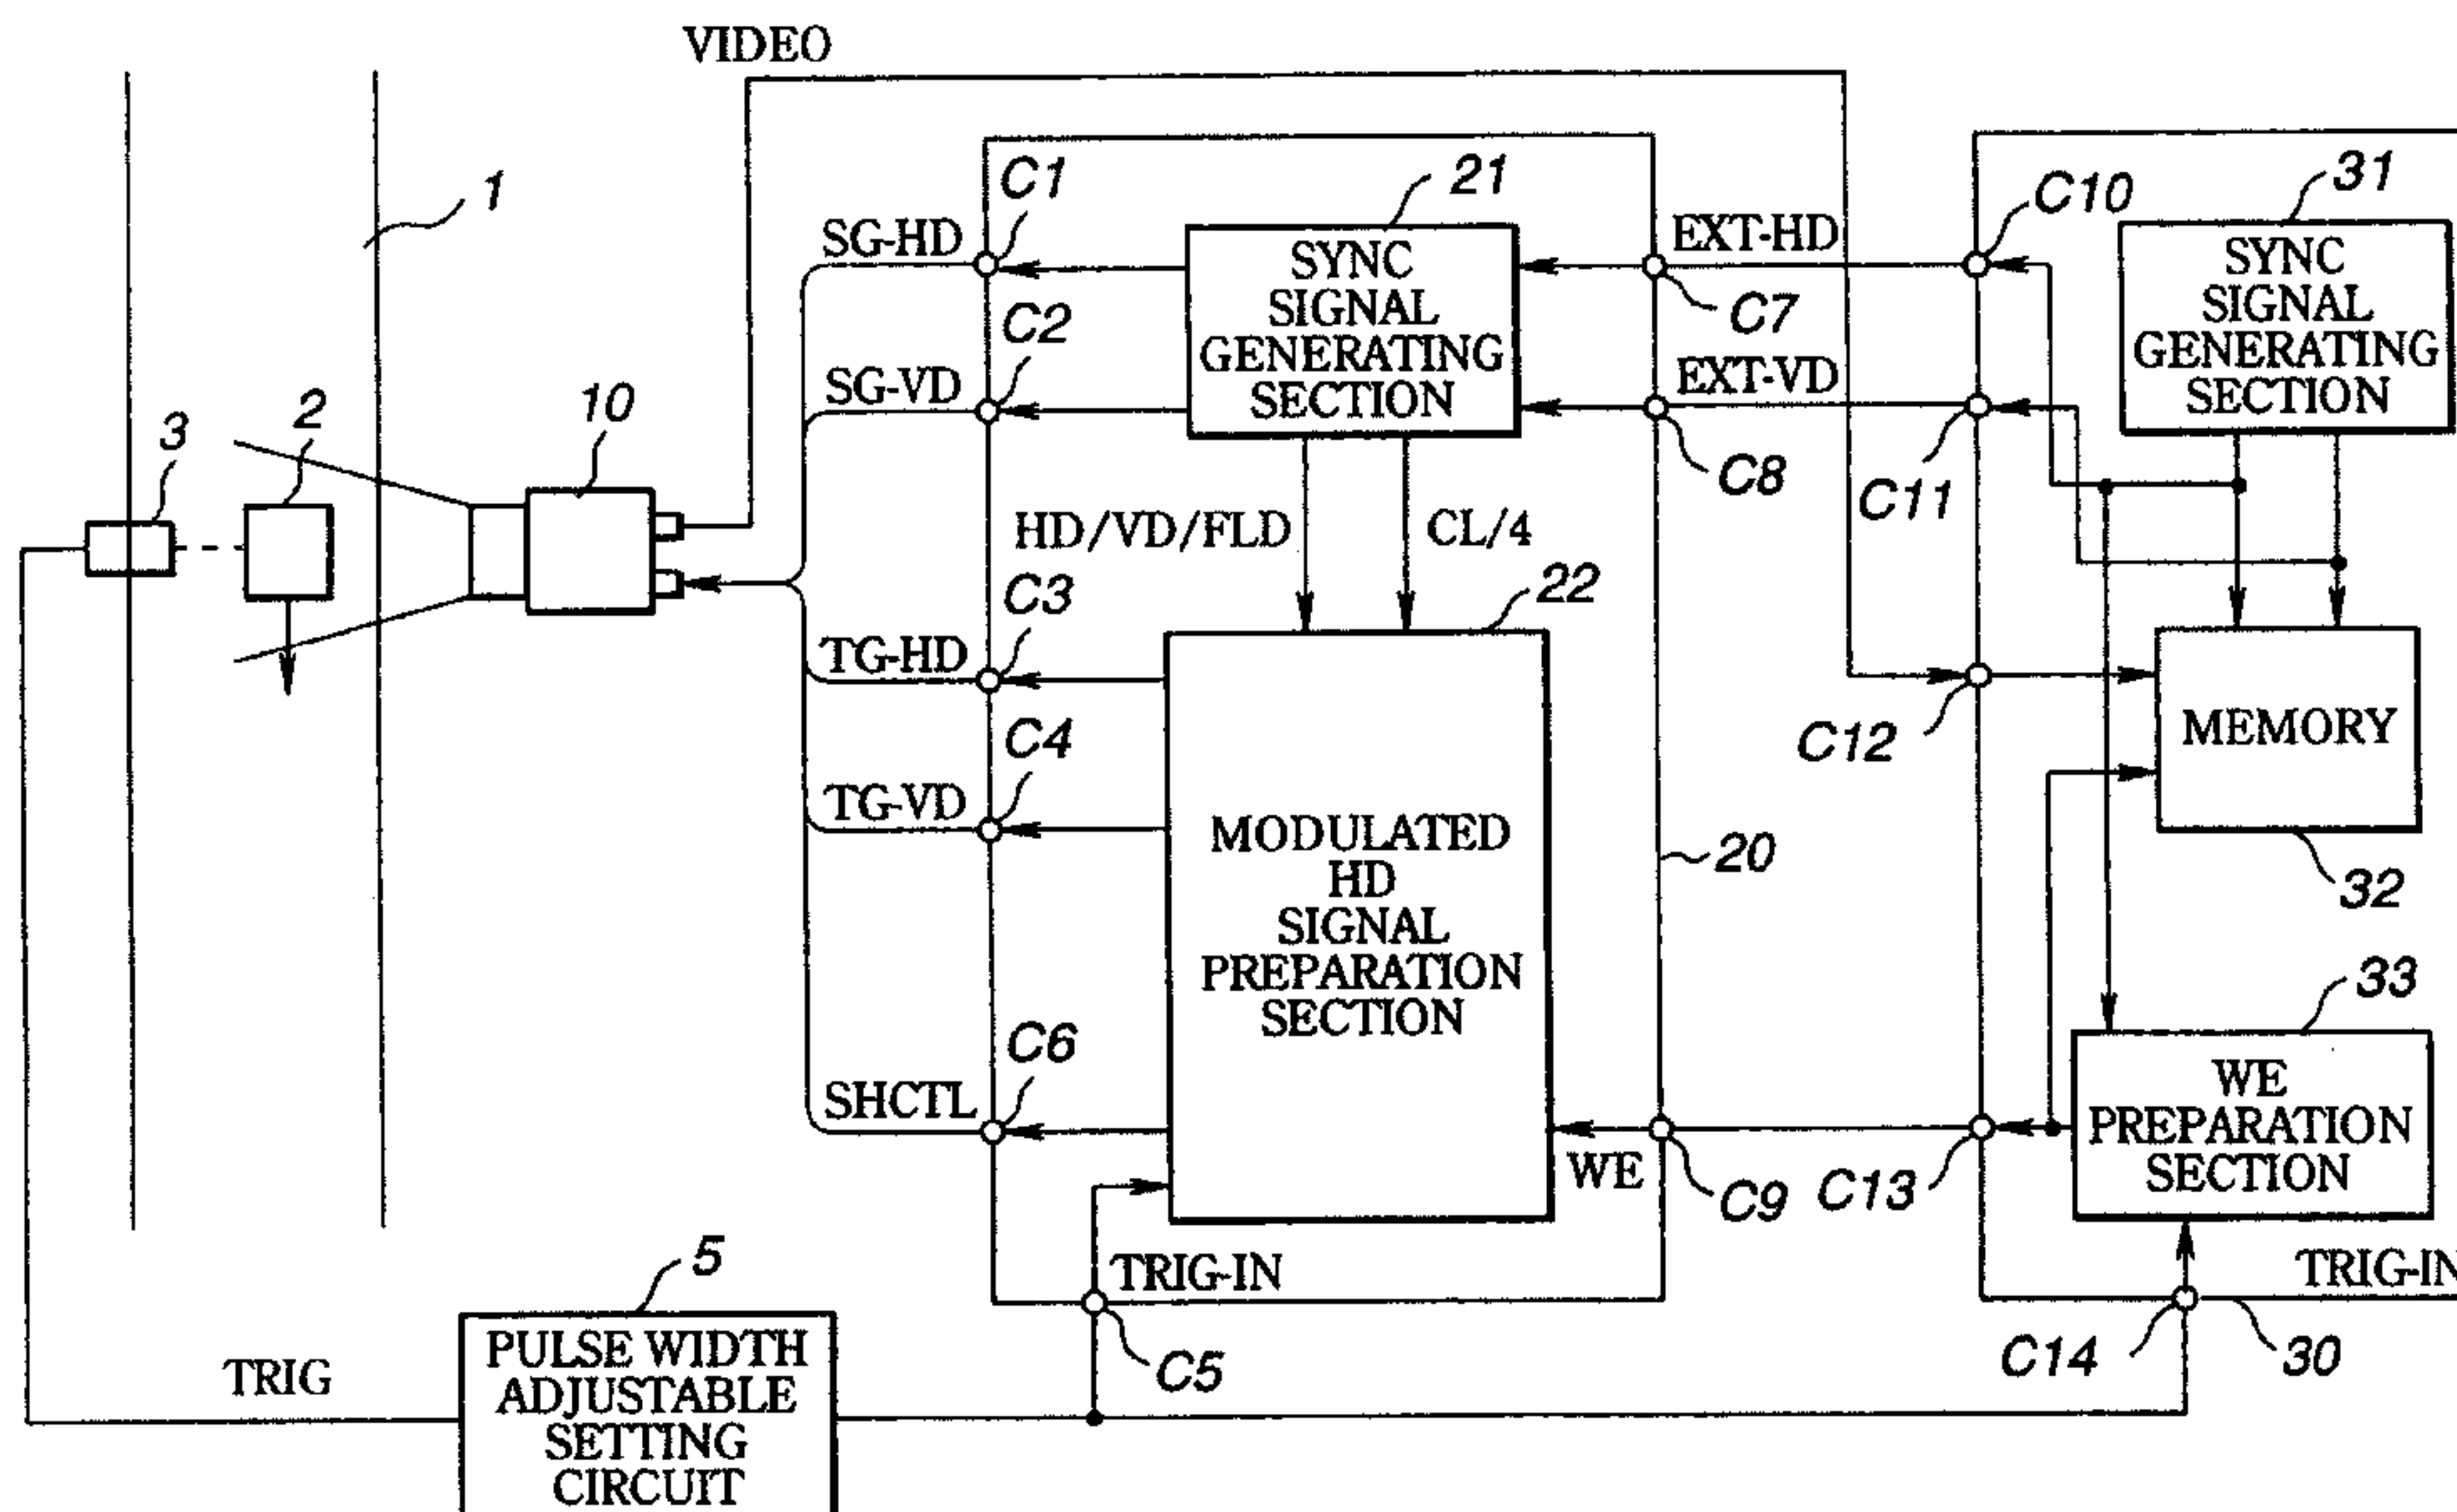 VIDEO
1
2
3
10
SG-HD
C1
SG-VD
C2
21
SYNC
SIGNAL
GENERATING
SECTION
EXT-HD
C7
EXT-VD
C8
C10
C11
31
SYNC
SIGNAL
GENERATING
SECTION
HD/VD/FLD
CL/4
22
TG-HD
C3
TG-VD
C4
MODULATED
HD
SIGNAL
PREPARATION
SECTION
20
C12
MEMORY
32
33
SHCTL
C6
WE
C9
C13
WE
PREPARATION
SECTION
TRIG-IN
C5
TRIG-IN
C14
30
TRIG
5
PULSE WIDTH
ADJUSTABLE
SETTING
CIRCUIT